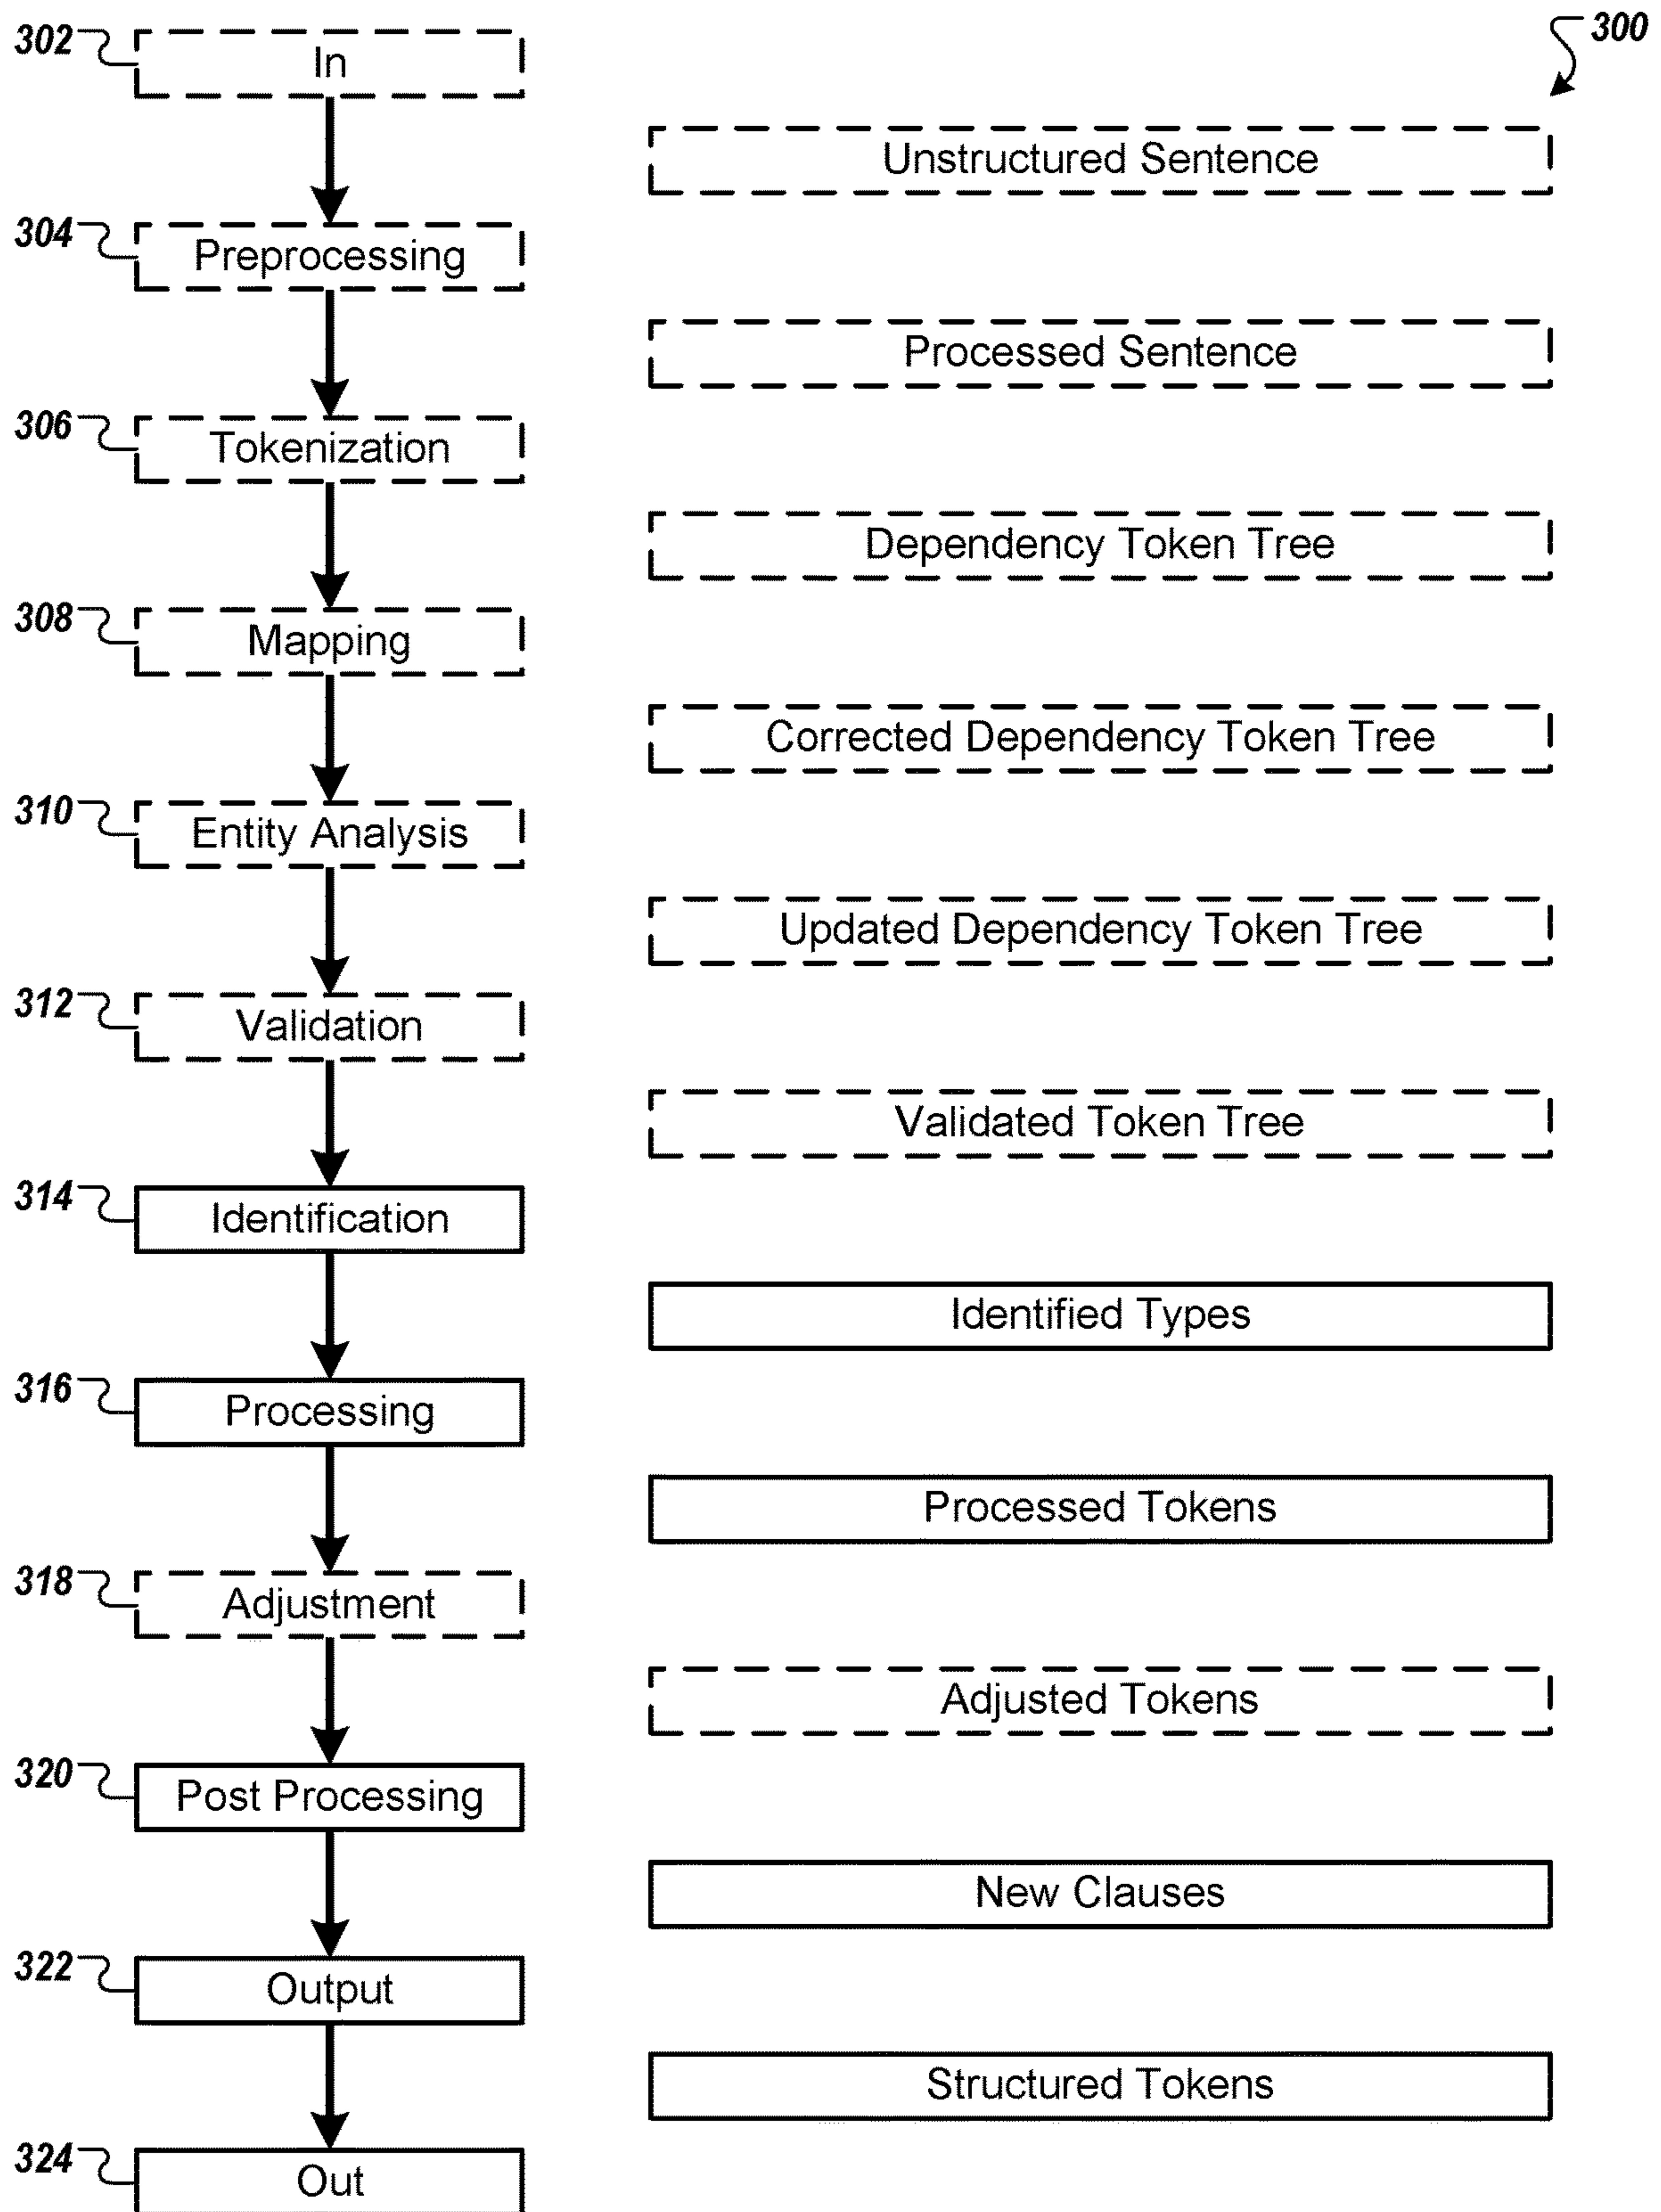 302 In
300
Unstructured Sentence
304 Preprocessing
Processed Sentence
306 Tokenization
Dependency Token Tree
308 Mapping
Corrected Dependency Token Tree
310 Entity Analysis
Updated Dependency Token Tree
312 Validation
Validated Token Tree
314 Identification
Identified Types
316 Processing
Processed Tokens
318 Adjustment
Adjusted Tokens
320 Post Processing
New Clauses
322 Output
Structured Tokens
324 Out